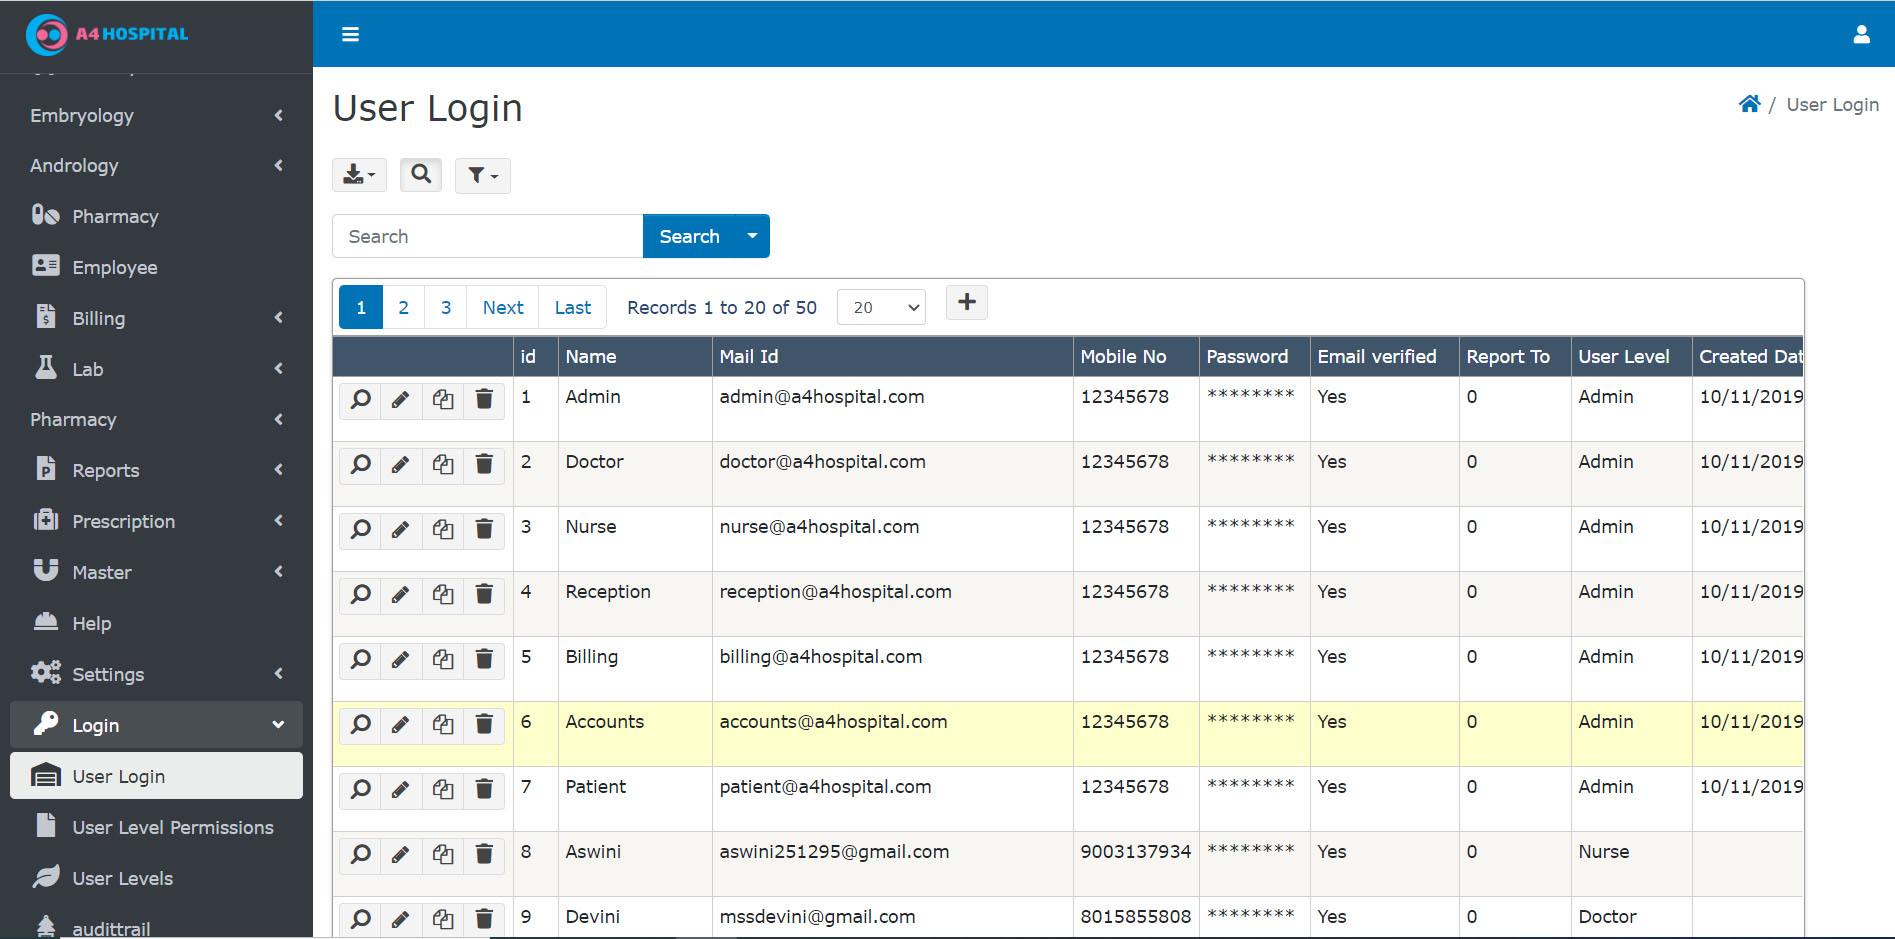 A4 HOSPITAL
Embryology
Andrology
Pharmacy
Employee
Billing
Lab
Pharmacy
Reports
Prescription
Master
Help
Settings
Login
User Login
User Level Permissions
User Levels
audittrail
User Login
/ User Login
Search
Search
1 2 3 Next Last Records 1 to 20 of 50 20
id Name Mail Id Mobile No Password Email verified Report To User Level Created Dat
1 Admin admin@a4hospital.com 12345678 ******** Yes 0 Admin 10/11/2019
2 Doctor doctor@a4hospital.com 12345678 ******** Yes 0 Admin 10/11/2019
3 Nurse nurse@a4hospital.com 12345678 ******** Yes 0 Admin 10/11/2019
4 Reception reception@a4hospital.com 12345678 ******** Yes 0 Admin 10/11/2019
5 Billing billing@a4hospital.com 12345678 ******** Yes 0 Admin 10/11/2019
6 Accounts accounts@a4hospital.com 12345678 ******** Yes 0 Admin 10/11/2019
7 Patient patient@a4hospital.com 12345678 ******** Yes 0 Admin 10/11/2019
8 Aswini aswini251295@gmail.com 9003137934 ******** Yes 0 Nurse
9 Devini mssdevini@gmail.com 8015855808 ******** Yes 0 Doctor